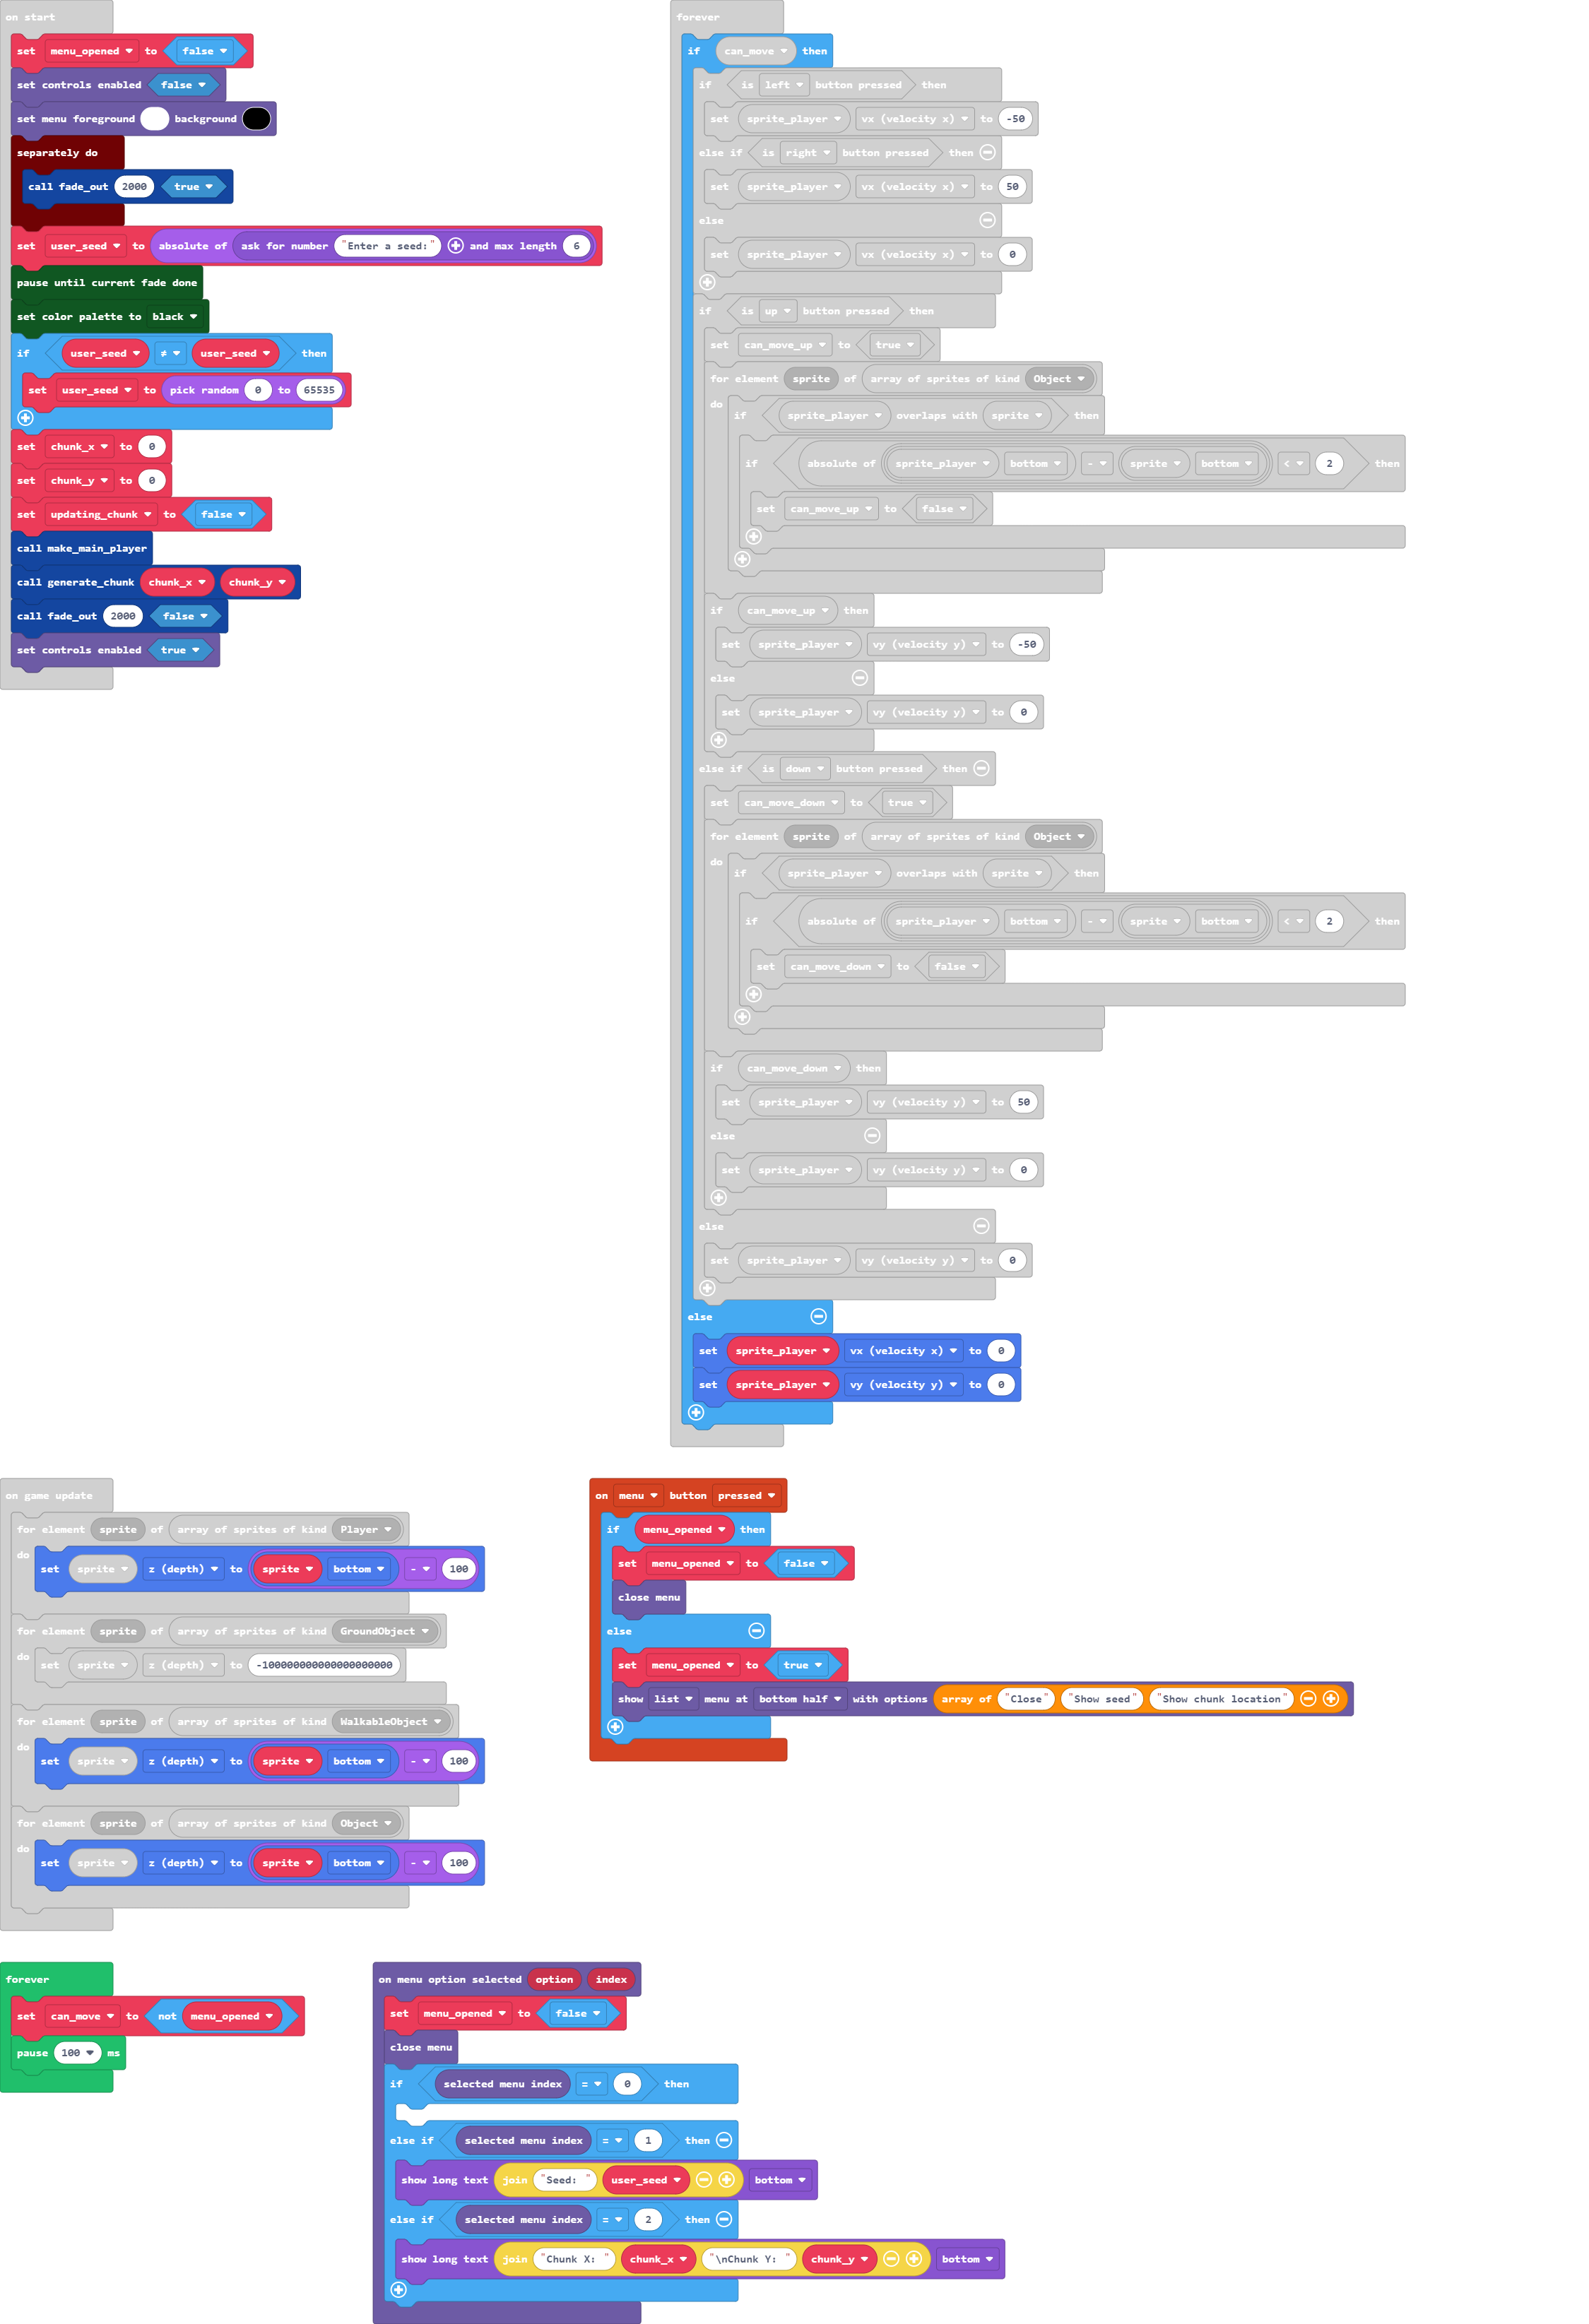 on start
set menu_opened to false
set controls enabled false
set menu foreground background
separately do
call fade_out 2000 true
set user_seed to absolute of ask for number "Enter a seed:" and max length 6
pause until current fade done
set color palette to black
if user_seed ≠ user_seed then
set user_seed to pick random 0 to 65535
set chunk_x to 0
set chunk_y to 0
set updating_chunk to false
call make_main_player
call generate_chunk chunk_x chunk_y
call fade_out 2000 false
set controls enabled true
forever
if can_move then
if is left button pressed then
set sprite_player vx (velocity x) to -50
else if is right button pressed then
set sprite_player vx (velocity x) to 50
else
set sprite_player vx (velocity x) to 0
if is up button pressed then
set can_move_up to true
for element sprite of array of sprites of kind Object
do
if sprite_player overlaps with sprite then
if absolute of sprite_player bottom - sprite bottom < 2 then
set can_move_up to false
if can_move_up then
set sprite_player vy (velocity y) to -50
else
set sprite_player vy (velocity y) to 0
else if is down button pressed then
set can_move_down to true
for element sprite of array of sprites of kind Object
do
if sprite_player overlaps with sprite then
if absolute of sprite_player bottom - sprite bottom < 2 then
set can_move_down to false
if can_move_down then
set sprite_player vy (velocity y) to 50
else
set sprite_player vy (velocity y) to 0
else
set sprite_player vy (velocity y) to 0
else
set sprite_player vx (velocity x) to 0
set sprite_player vy (velocity y) to 0
on game update
for element sprite of array of sprites of kind Player
do
set sprite z (depth) to sprite bottom - 100
for element sprite of array of sprites of kind GroundObject
do
set sprite z (depth) to -100000000000000000000
for element sprite of array of sprites of kind WalkableObject
do
set sprite z (depth) to sprite bottom - 100
for element sprite of array of sprites of kind Object
do
set sprite z (depth) to sprite bottom - 100
on menu button pressed
if menu_opened then
set menu_opened to false
close menu
else
set menu_opened to true
show list menu at bottom half with options array of "Close" "Show seed" "Show chunk location"
forever
set can_move to not menu_opened
pause 100 ms
on menu option selected option index
set menu_opened to false
close menu
if selected menu index = 0 then
else if selected menu index = 1 then
show long text join "Seed: " user_seed bottom
else if selected menu index = 2 then
show long text join "Chunk X: " chunk_x "\nChunk Y: " chunk_y bottom